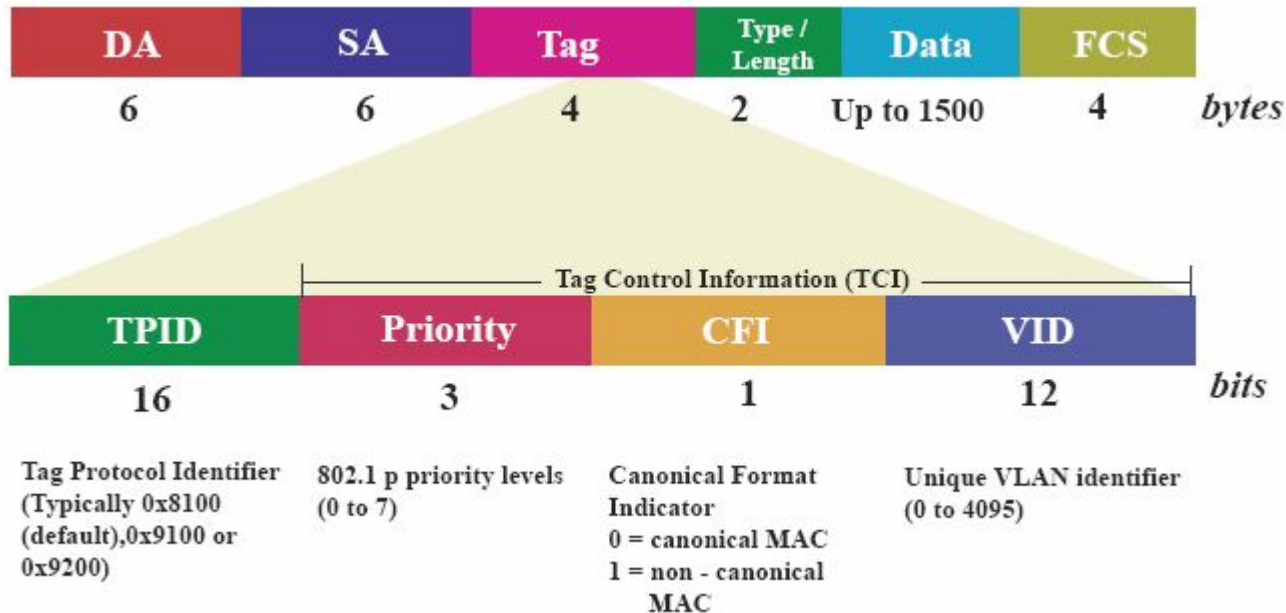 DA SA Tag Type / Length Data FCS
6 6 4 2 Up to 1500 4 bytes
Tag Control Information (TCI)
TPID Priority CFI VID
16 3 1 12 bits
Tag Protocol Identifier
(Typically 0x8100
(default),0x9100 or
0x9200)
802.1 p priority levels
(0 to 7)
Canonical Format
Indicator
0 = canonical MAC
1 = non - canonical
MAC
Unique VLAN identifier
(0 to 4095)